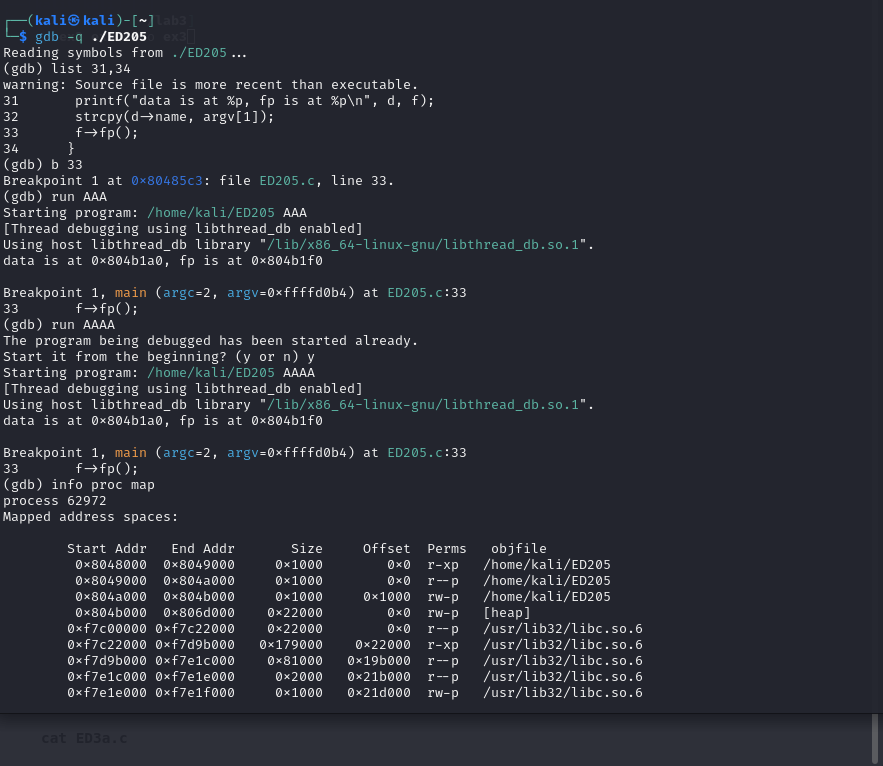 ┌──(kali㉿kali)-[~]
└─$ gdb -q ./ED205
Reading symbols from ./ED205...
(gdb) list 31,34
warning: Source file is more recent than executable.
31       printf("data is at %p, fp is at %p\n", d, f);
32       strcpy(d->name, argv[1]);
33       f->fp();
34      }
(gdb) b 33
Breakpoint 1 at 0x80485c3: file ED205.c, line 33.
(gdb) run AAA
Starting program: /home/kali/ED205 AAA
[Thread debugging using libthread_db enabled]
Using host libthread_db library "/lib/x86_64-linux-gnu/libthread_db.so.1".
data is at 0x804b1a0, fp is at 0x804b1f0

Breakpoint 1, main (argc=2, argv=0xffffd0b4) at ED205.c:33
33       f->fp();
(gdb) run AAAA
The program being debugged has been started already.
Start it from the beginning? (y or n) y
Starting program: /home/kali/ED205 AAAA
[Thread debugging using libthread_db enabled]
Using host libthread_db library "/lib/x86_64-linux-gnu/libthread_db.so.1".
data is at 0x804b1a0, fp is at 0x804b1f0

Breakpoint 1, main (argc=2, argv=0xffffd0b4) at ED205.c:33
33       f->fp();
(gdb) info proc map
process 62972
Mapped address spaces:

        Start Addr   End Addr       Size     Offset  Perms   objfile
         0x8048000  0x8049000     0x1000        0x0  r-xp   /home/kali/ED205
         0x8049000  0x804a000     0x1000        0x0  r--p   /home/kali/ED205
         0x804a000  0x804b000     0x1000     0x1000  rw-p   /home/kali/ED205
         0x804b000  0x806d000    0x22000        0x0  rw-p   [heap]
        0xf7c00000 0xf7c22000    0x22000        0x0  r--p   /usr/lib32/libc.so.6
        0xf7c22000 0xf7d9b000   0x179000    0x22000  r-xp   /usr/lib32/libc.so.6
        0xf7d9b000 0xf7e1c000    0x81000   0x19b000  r--p   /usr/lib32/libc.so.6
        0xf7e1c000 0xf7e1e000     0x2000   0x21b000  r--p   /usr/lib32/libc.so.6
        0xf7e1e000 0xf7e1f000     0x1000   0x21d000  rw-p   /usr/lib32/libc.so.6
cat ED3a.c